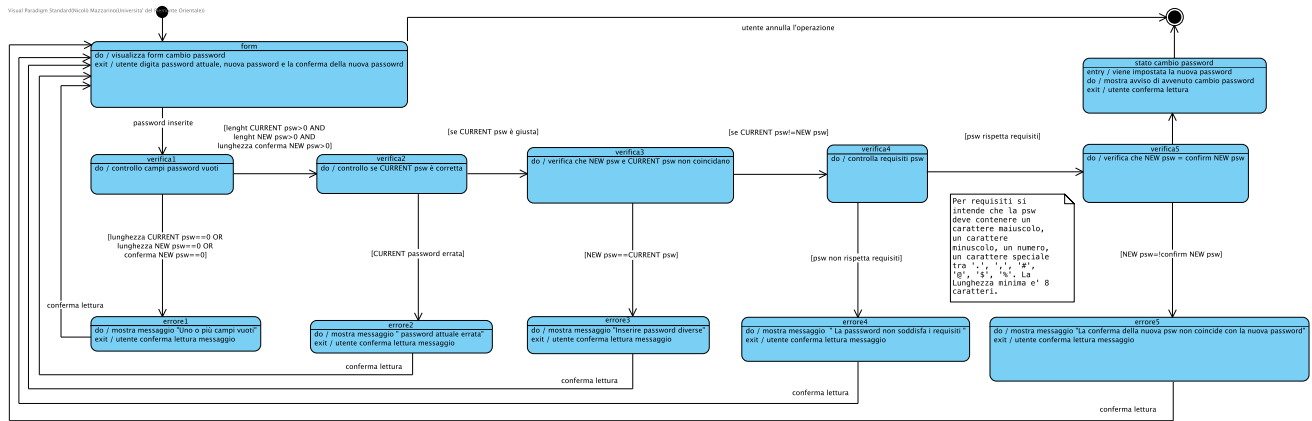 Visual Paradigm Standard(Nicolò Mazzarino(Universita' del Piemonte Orientale))
utente annulla l'operazione
form
do / visualizza form cambio password
exit / utente digita password attuale, nuova password e la conferma della nuova passowrd
stato cambio password
entry / viene impostata la nuova password
do / mostra avviso di avvenuto cambio password
exit / utente conferma lettura
password inserite
[lenght CURRENT psw>0 AND
lenght NEW psw>0 AND
lunghezza conferma NEW psw>0]
[se CURRENT psw è giusta]
[se CURRENT psw!=NEW psw]
[psw rispetta requisiti]
verifica1
do / controllo campi password vuoti
verifica2
do / controllo se CURRENT psw è corretta
verifica3
do / verifica che NEW psw e CURRENT psw non coincidano
verifica4
do / controlla requisiti psw
verifica5
do / verifica che NEW psw = confirm NEW psw
Per requisiti si
intende che la psw
deve contenere un
carattere maiuscolo,
un carattere
minuscolo, un numero,
un carattere speciale
tra '.', ',', '#',
'@', '$', '%'. La
Lunghezza minima e' 8
caratteri.
[lunghezza CURRENT psw==0 OR
lunghezza NEW psw==0 OR
conferma NEW psw==0]
[CURRENT password errata]
[NEW psw==CURRENT psw]
[psw non rispetta requisiti]
[NEW psw=!confirm NEW psw]
conferma lettura
errore1
do / mostra messaggio "Uno o più campi vuoti"
exit / utente conferma lettura messaggio
errore2
do / mostra messaggio " password attuale errata"
exit / utente conferma lettura messaggio
errore3
do / mostra messaggio "Inserire password diverse"
exit / utente conferma lettura messaggio
errore4
do / mostra messaggio " La passsword non soddisfa i requisiti "
exit / utente conferma lettura messaggio
errore5
do / mostra messaggio "La conferma della nuova psw non coincide con la nuova password"
exit / utente conferma lettura messaggio
conferma lettura
conferma lettura
conferma lettura
conferma lettura